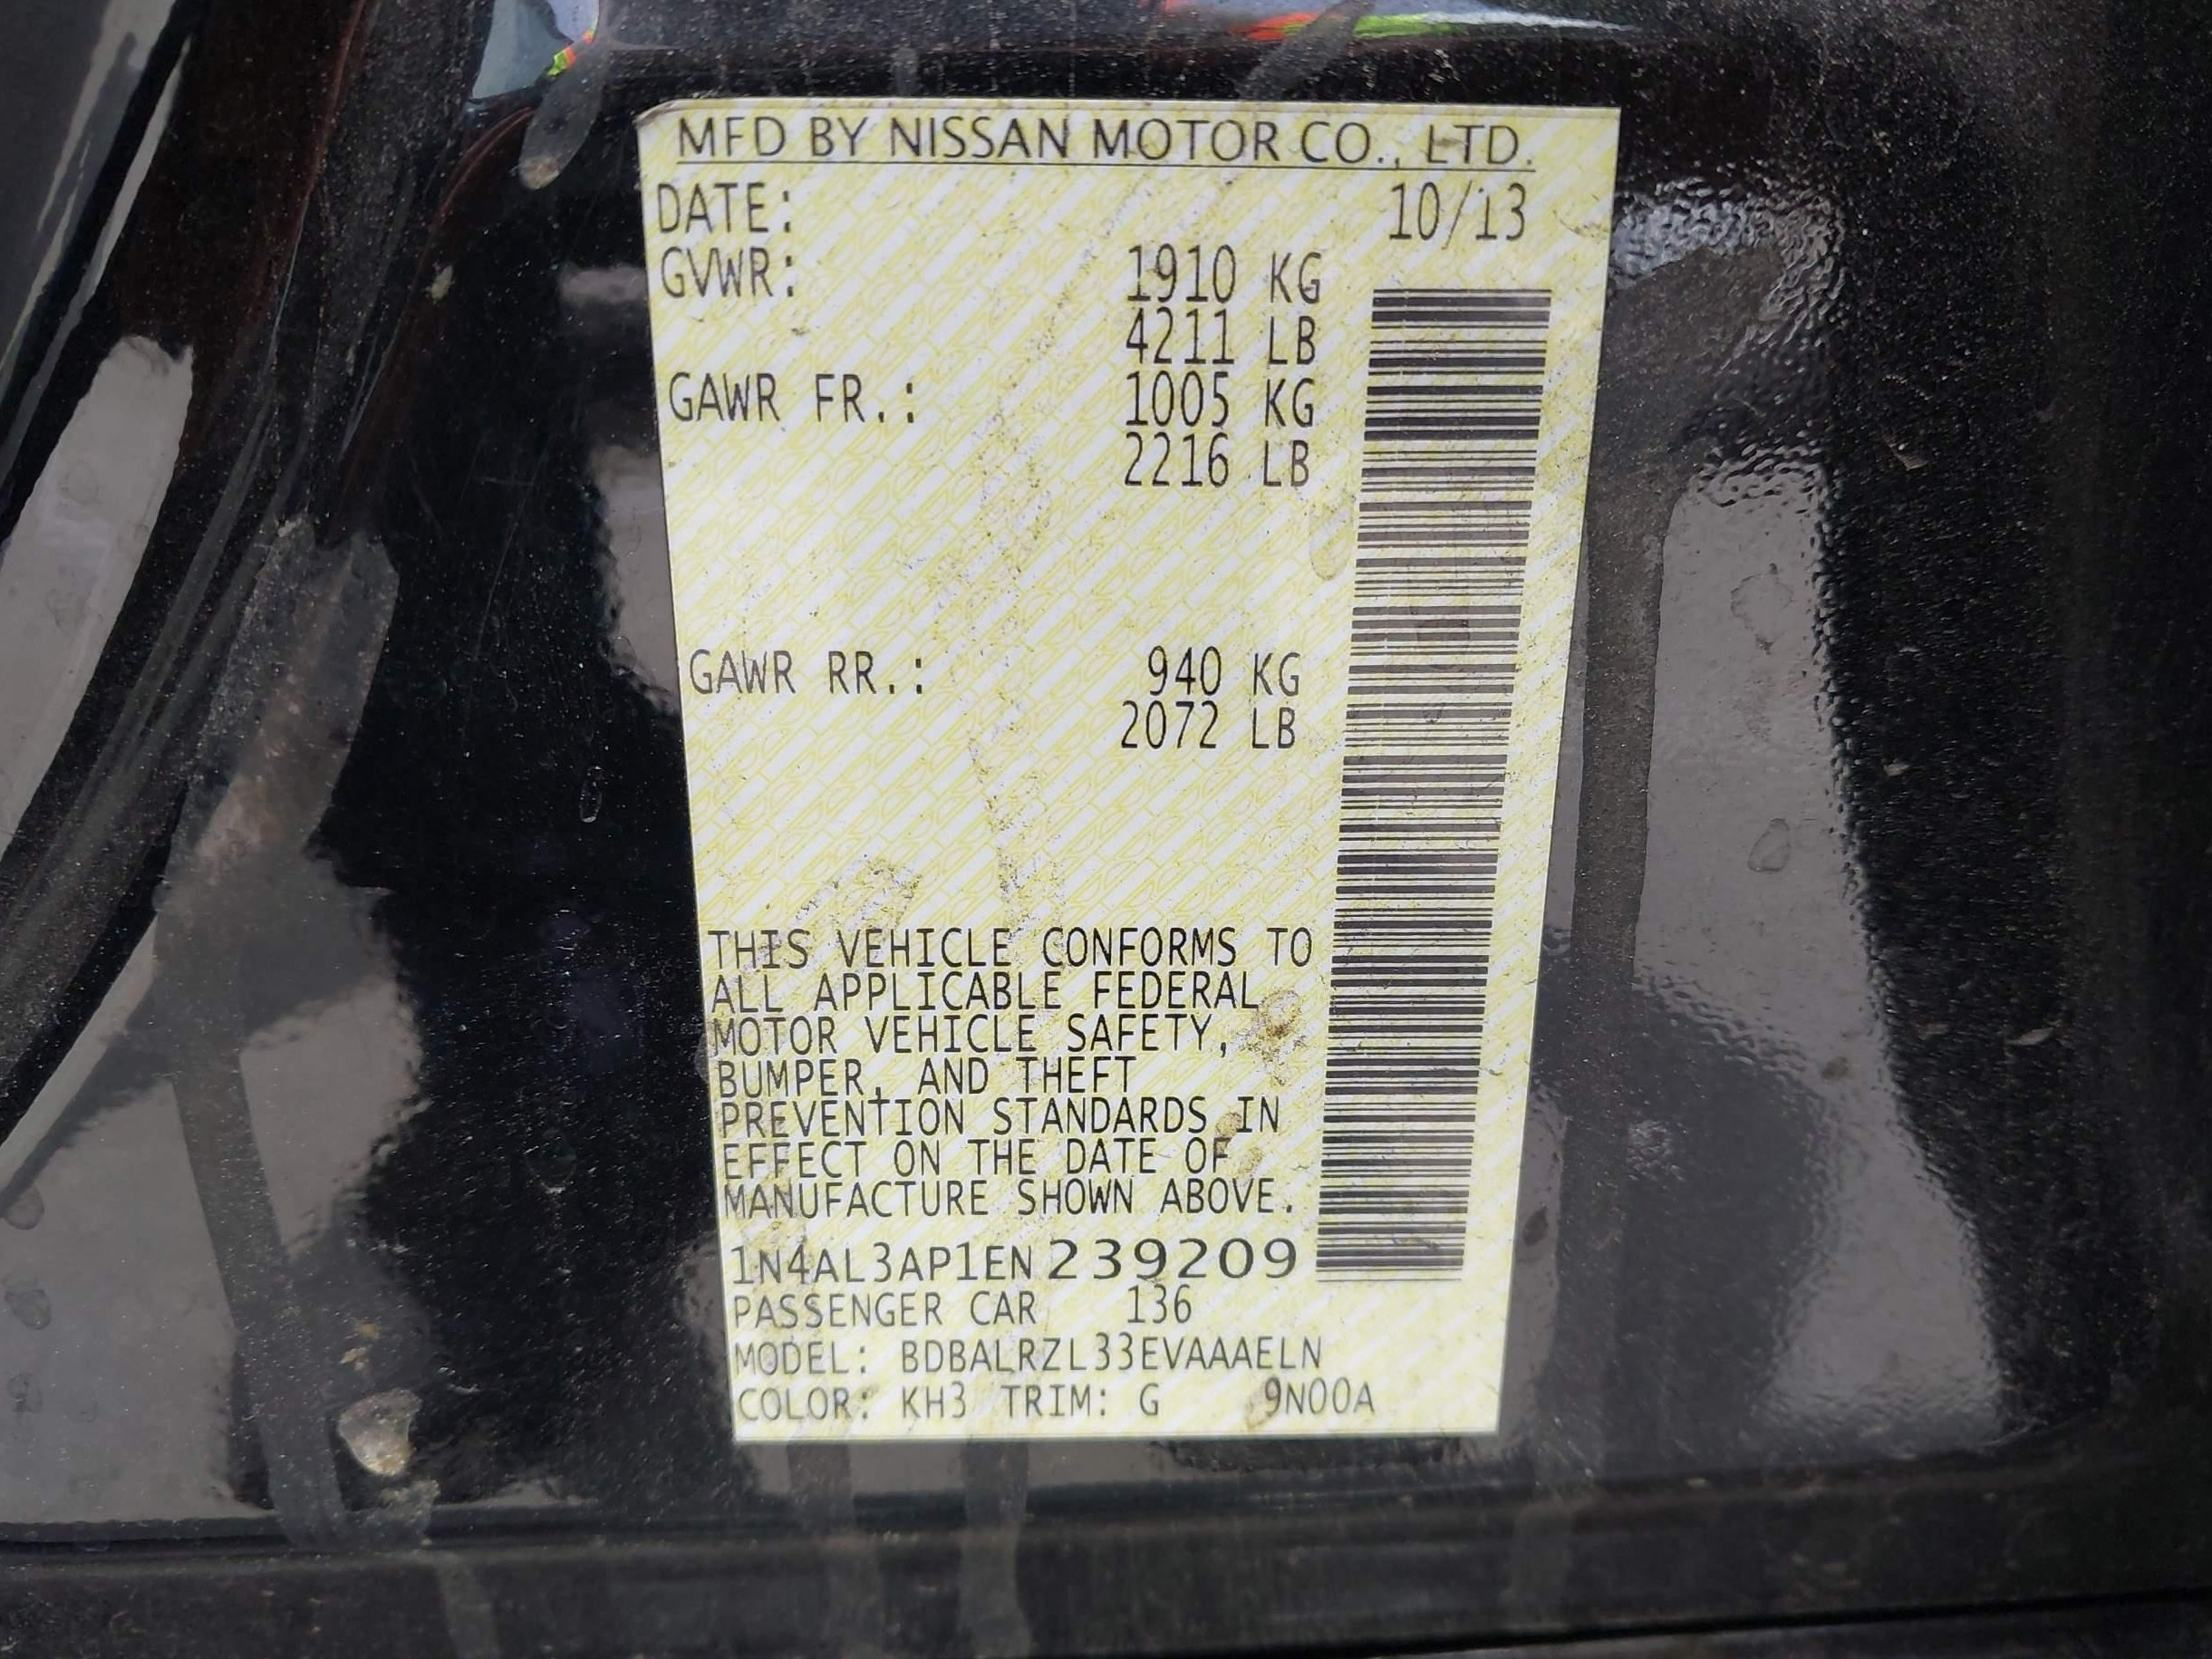 MFD BY NISSAN MOTOR CO., LTD.
DATE: 10/13
GVWR: 1910 KG
4211 LB
GAWR FR.: 1005 KG
2216 LB
GAWR RR.: 940 KG
2072 LB
THIS VEHICLE CONFORMS TO
ALL APPLICABLE FEDERAL
MOTOR VEHICLE SAFETY,
BUMPER, AND THEFT
PREVENTION STANDARDS IN
EFFECT ON THE DATE OF
MANUFACTURE SHOWN ABOVE.
1N4AL3AP1EN239209
PASSENGER CAR 136
MODEL: BDBALRZL33EVAAAELN
COLOR: KH3 TRIM: G 9N00A